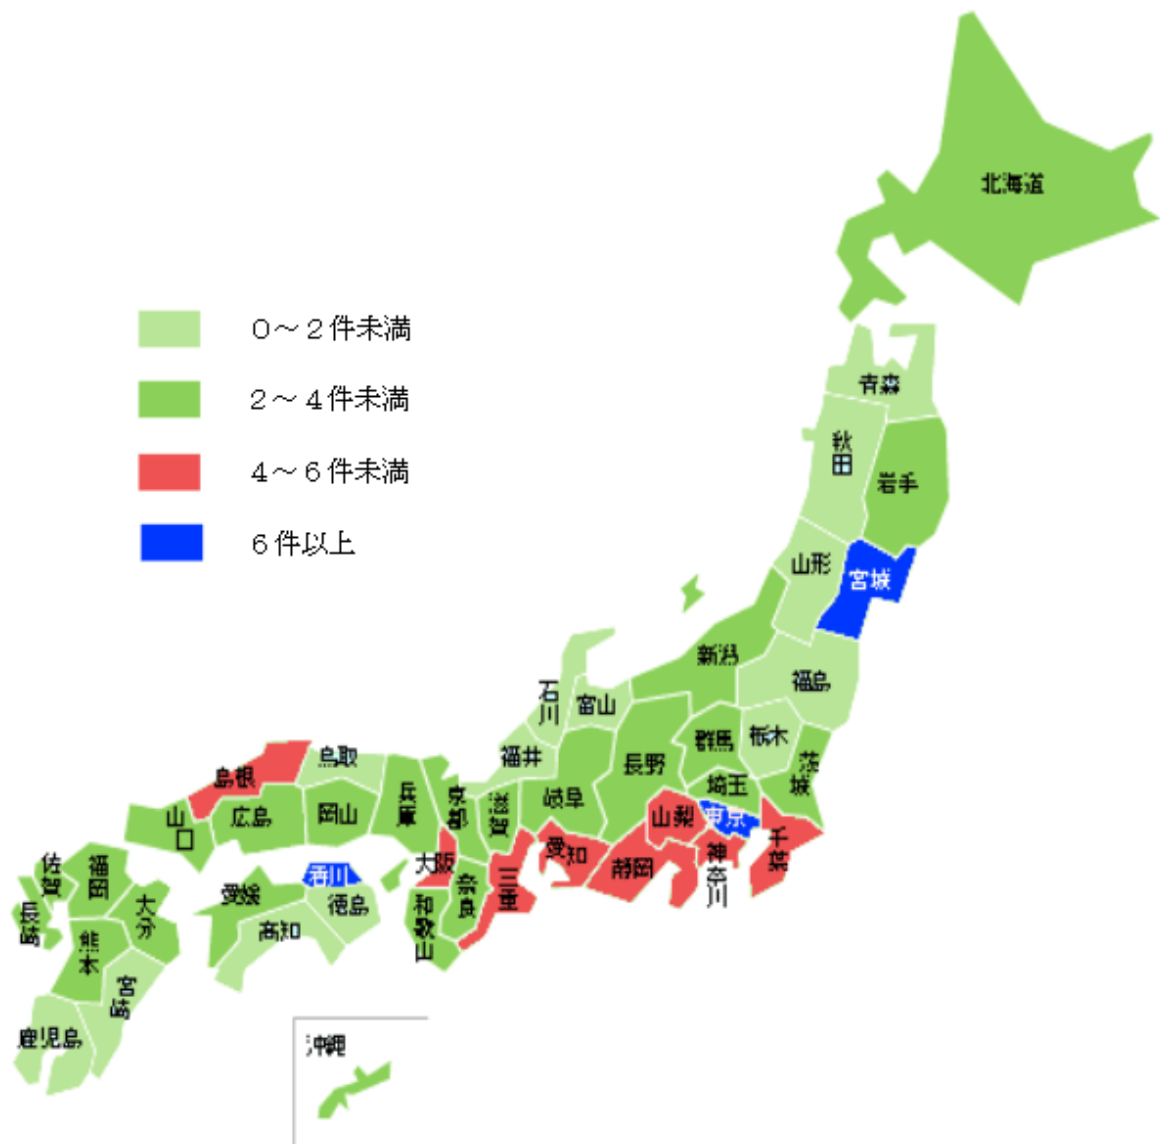 北海道
0～2件未満
2～4件未満
4～6件未満
6件以上
青森
秋田
岩手
山形
宮城
新潟
福島
石川
富山
福井
長野
群馬
栃木
茨城
埼玉
東京
山梨
千葉
神奈川
静岡
愛知
岐阜
滋賀
三重
京都
大阪
奈良
和歌山
兵庫
鳥取
島根
岡山
広島
山口
香川
愛媛
徳島
高知
福岡
佐賀
長崎
大分
熊本
宮崎
鹿児島
沖縄